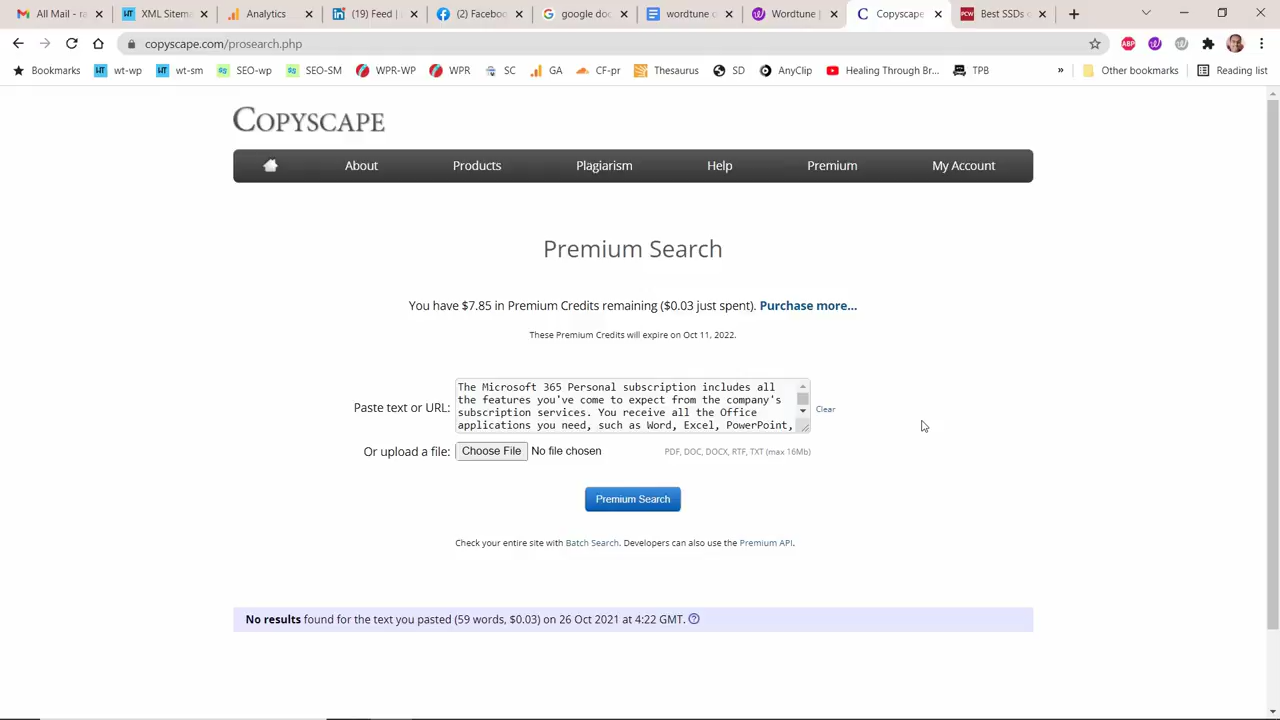 All Mail - re
XML Sitema
Analytics
(19) Feed |
(2) Facebo
google doc
wordtune
Wordtune |
Copyscape
Best SSDs o
copyscape.com/prosearch.php
Bookmarks
wt-wp
wt-sm
SEO-wp
SEO-SM
WPR-WP
WPR
SC
GA
CF-pr
Thesaurus
SD
AnyClip
Healing Through Br...
TPB
»
Other bookmarks
Reading list
COPYSCAPE
About
Products
Plagiarism
Help
Premium
My Account
Premium Search
You have $7.85 in Premium Credits remaining ($0.03 just spent). Purchase more...
These Premium Credits will expire on Oct 11, 2022.
Paste text or URL:
The Microsoft 365 Personal subscription includes all
the features you've come to expect from the company's
subscription services. You receive all the Office
applications you need, such as Word, Excel, PowerPoint,
Clear
Or upload a file: Choose File No file chosen PDF, DOC, DOCX, RTF, TXT (max 16Mb)
Premium Search
Check your entire site with Batch Search. Developers can also use the Premium API.
No results found for the text you pasted (59 words, $0.03) on 26 Oct 2021 at 4:22 GMT.